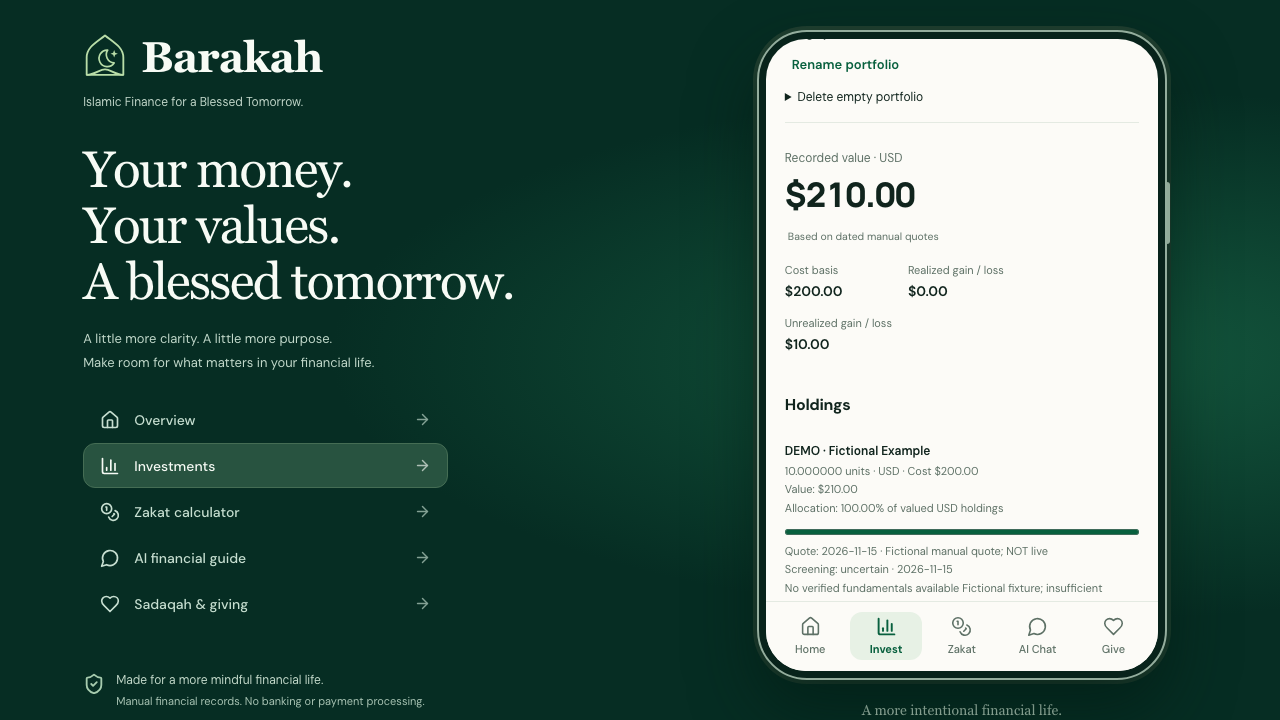 Barakah
Islamic Finance for a Blessed Tomorrow.
Your money.
Your values.
A blessed tomorrow.
A little more clarity. A little more purpose.
Make room for what matters in your financial life.
Overview
Investments
Zakat calculator
AI financial guide
Sadaqah & giving
Made for a more mindful financial life.
Manual financial records. No banking or payment processing.
Rename portfolio
Delete empty portfolio
Recorded value · USD
$210.00
Based on dated manual quotes
Cost basis
Realized gain / loss
$200.00
$0.00
Unrealized gain / loss
$10.00
Holdings
DEMO · Fictional Example
10.000000 units · USD · Cost $200.00
Value: $210.00
Allocation: 100.00% of valued USD holdings
Quote: 2026-11-15 · Fictional manual quote; NOT live
Screening: uncertain · 2026-11-15
No verified fundamentals available Fictional fixture; insufficient
Home
Invest
Zakat
AI Chat
Give
A more intentional financial life.